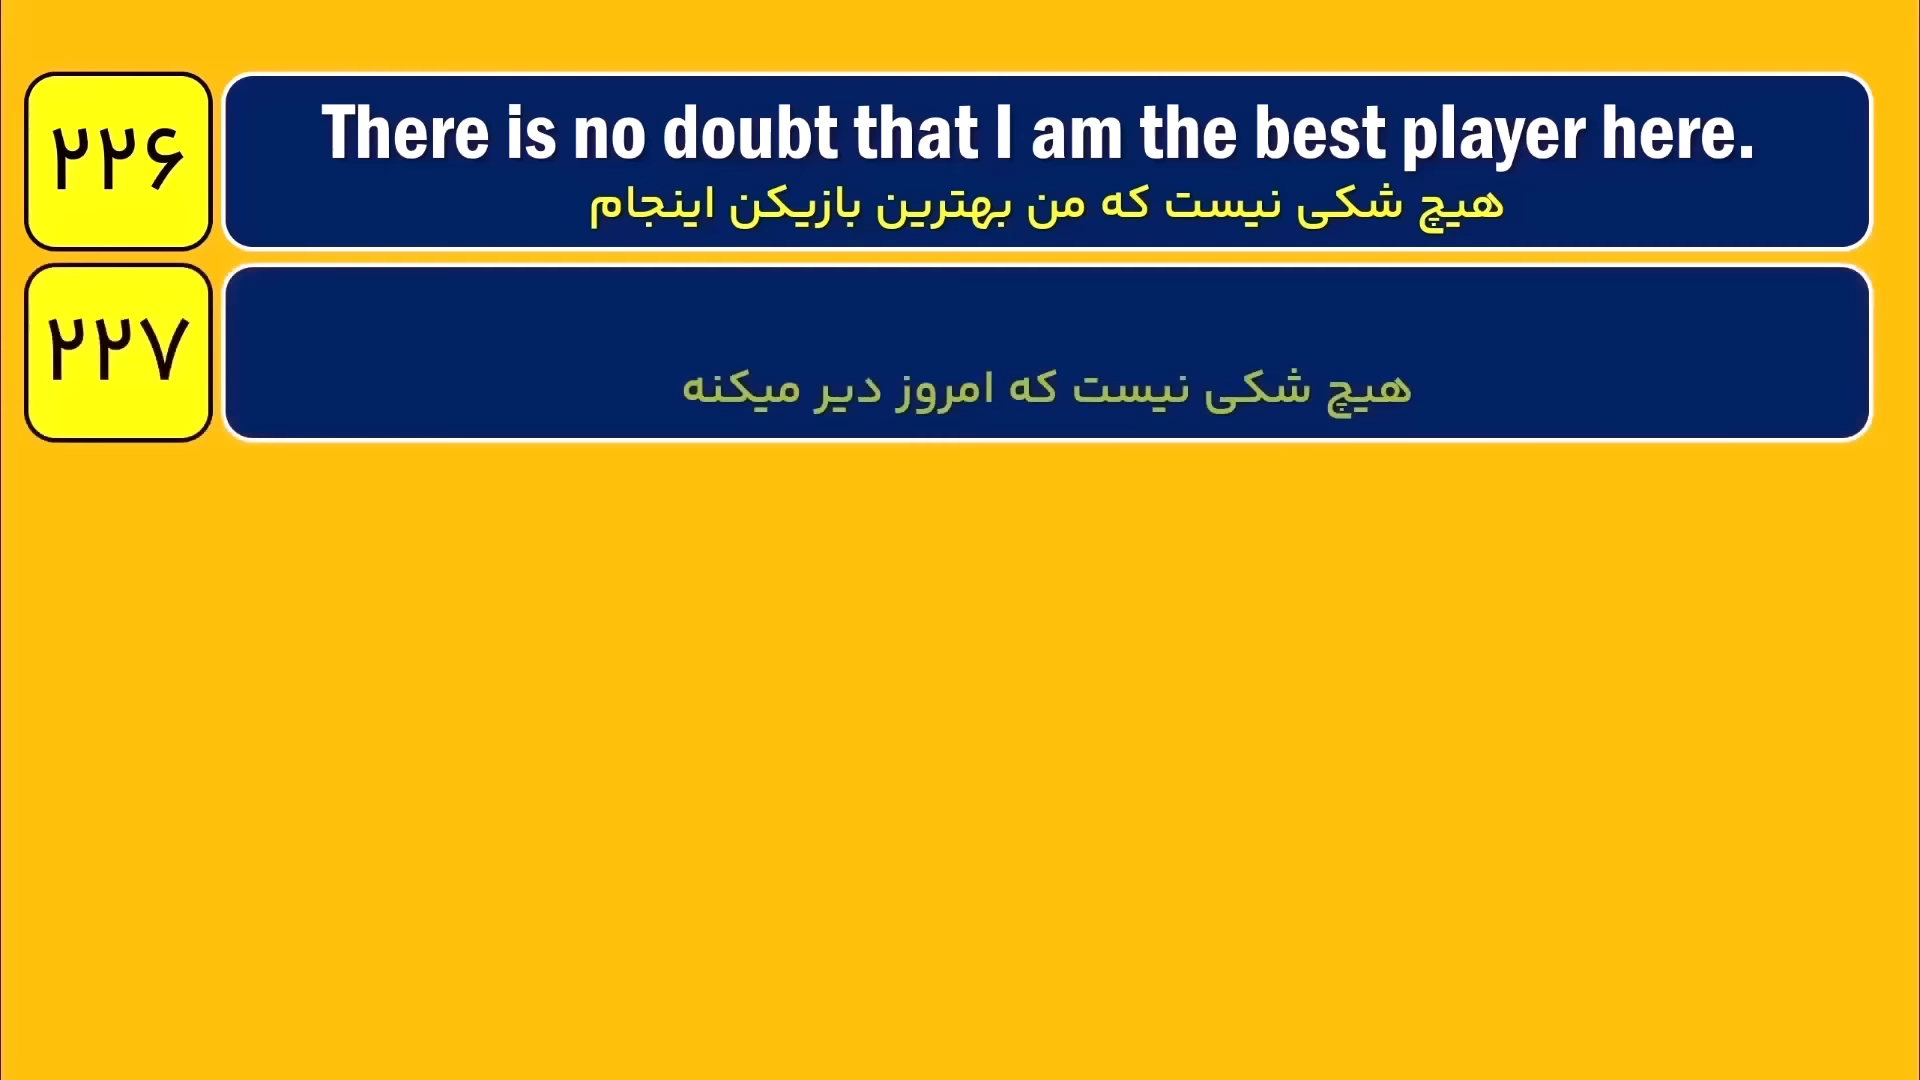 ۲۲۶
There is no doubt that I am the best player here.
هیچ شکی نیست که من بهترین بازیکن اینجام
۲۲۷
هیچ شکی نیست که امروز دیر میکنه